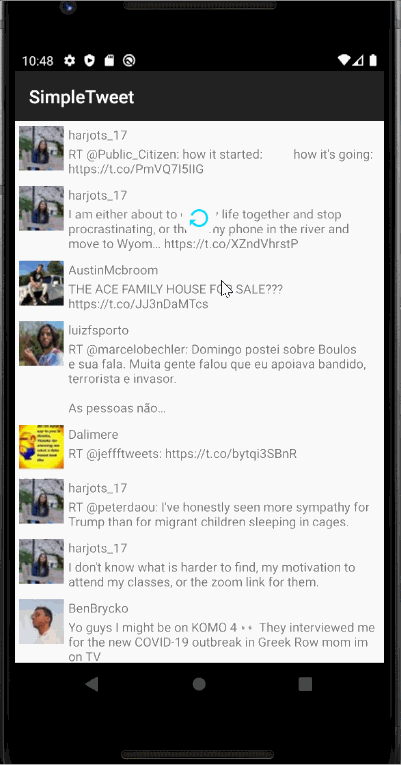 10:48
SimpleTweet
harjots_17
RT @Public_Citizen: how it started: how it's going:
https://t.co/PmVQ7I5IIG
harjots_17
I am either about to life together and stop
procrastinating, or my phone in the river and
move to Wyom... https://t.co/XZndVhrstP
AustinMcbroom
THE ACE FAMILY HOUSE FOR SALE???
https://t.co/JJ3nDaMTcs
luizfsporto
RT @marcelobechler: Domingo postei sobre Boulos
e sua fala. Muita gente falou que eu apoiava bandido,
terrorista e invasor.
As pessoas não...
Dalimere
RT @jeffftweets: https://t.co/bytqi3SBnR
harjots_17
RT @peterdaou: I've honestly seen more sympathy for
Trump than for migrant children sleeping in cages.
harjots_17
I don't know what is harder to find, my motivation to
attend my classes, or the zoom link for them.
BenBrycko
Yo guys I might be on KOMO 4 👀 They interviewed me
for the new COVID-19 outbreak in Greek Row mom im
on TV